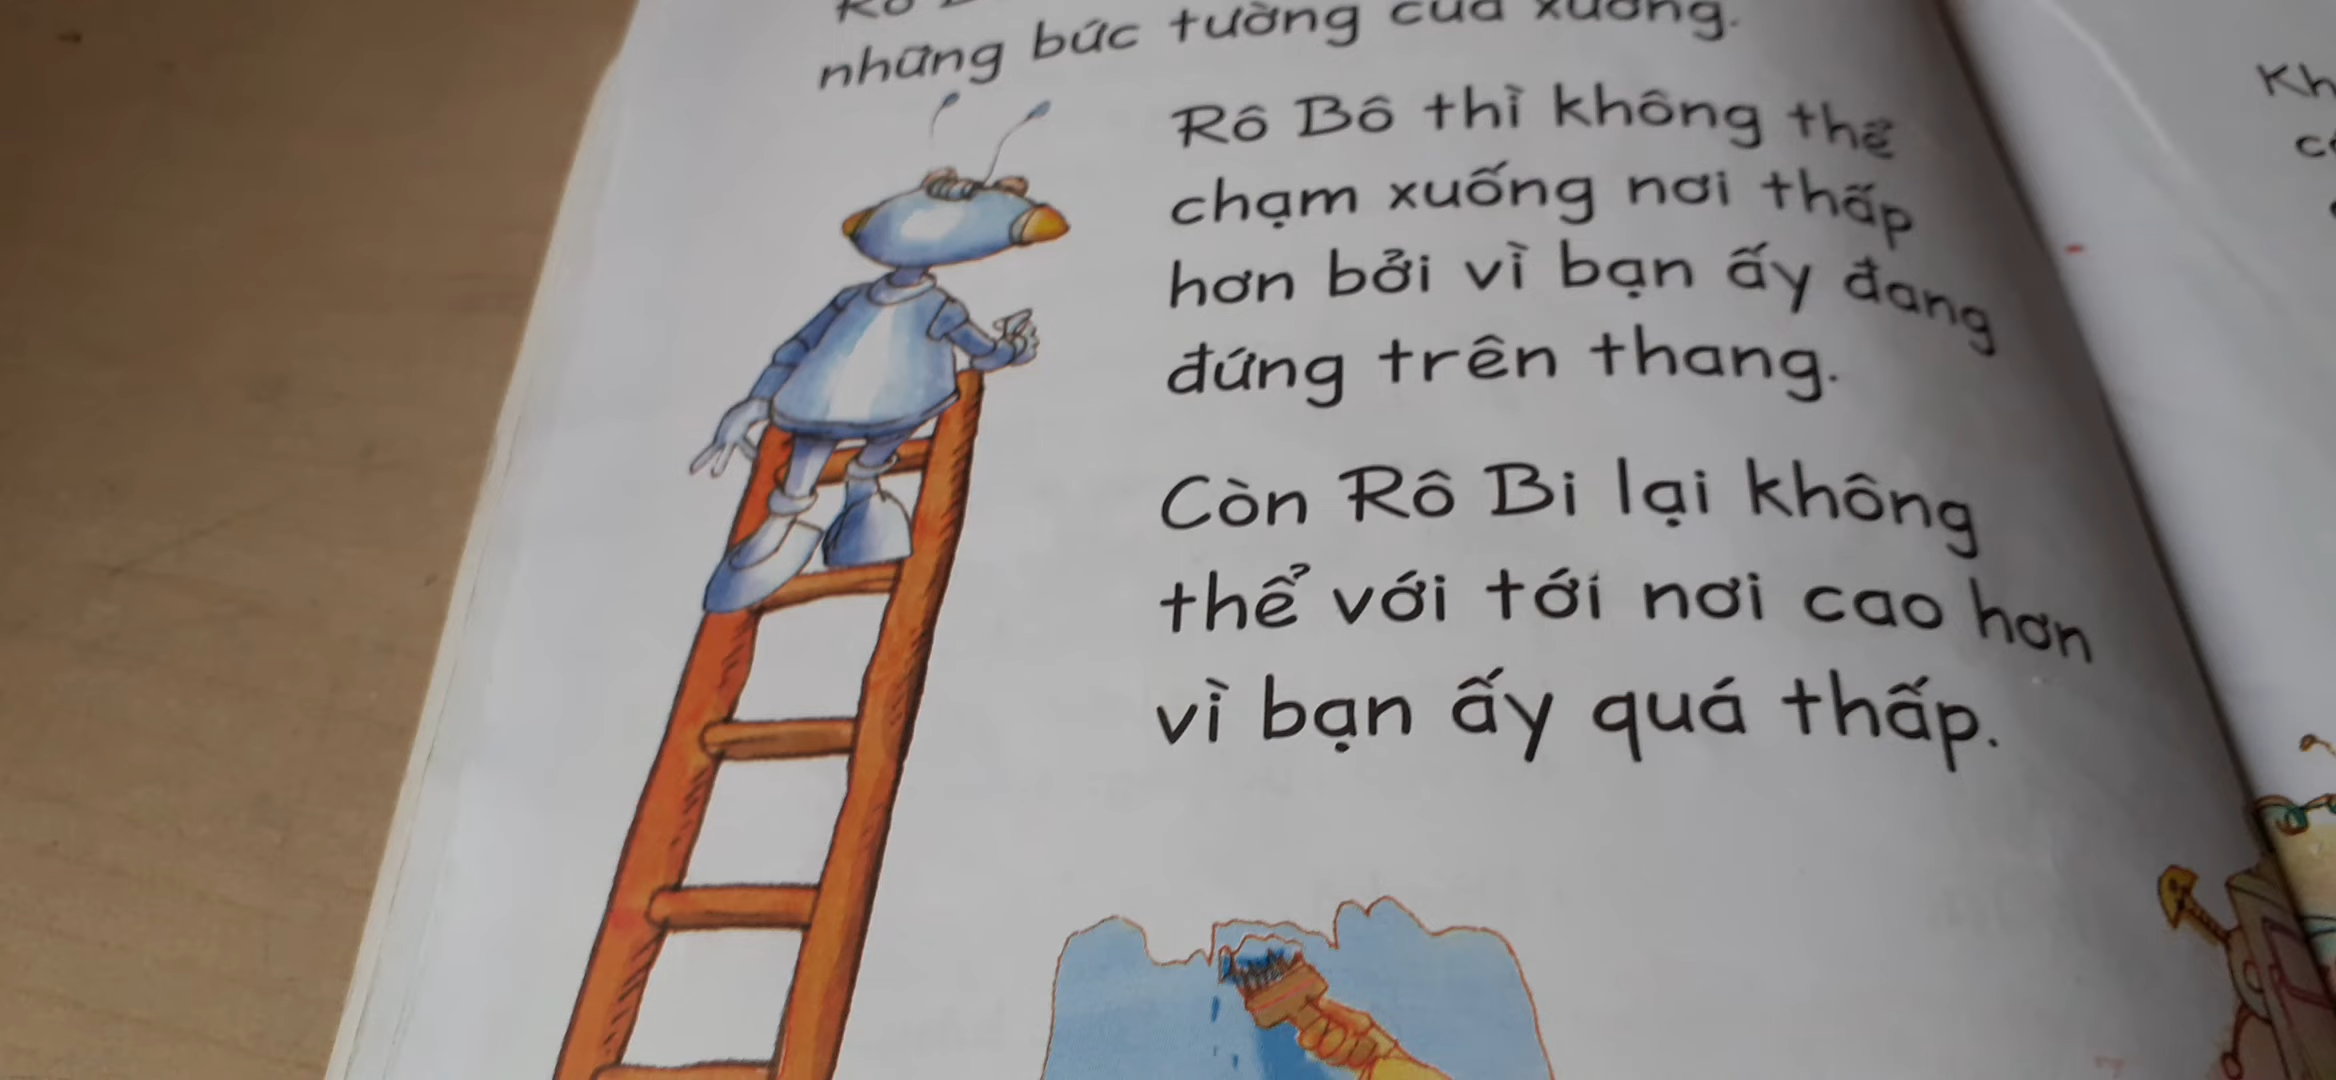 những bức tường của xưởng.
Rô Bô thì không thể
chạm xuống nơi thấp
hơn bởi vì bạn ấy đang
đứng trên thang.
Còn Rô Bi lại không
thể với tới nơi cao hơn
vì bạn ấy quá thấp.
Kh